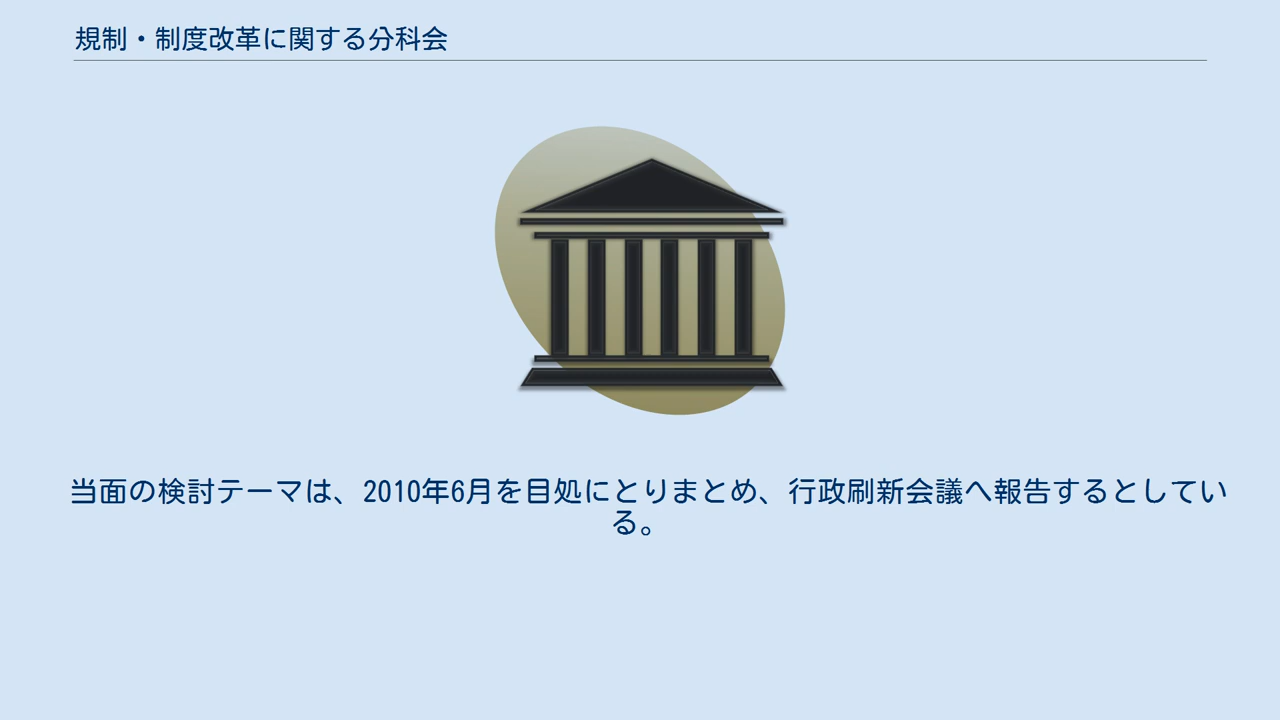 規制・制度改革に関する分科会
当面の検討テーマは、2010年6月を目処にとりまとめ、行政刷新会議へ報告するとしてい
る。